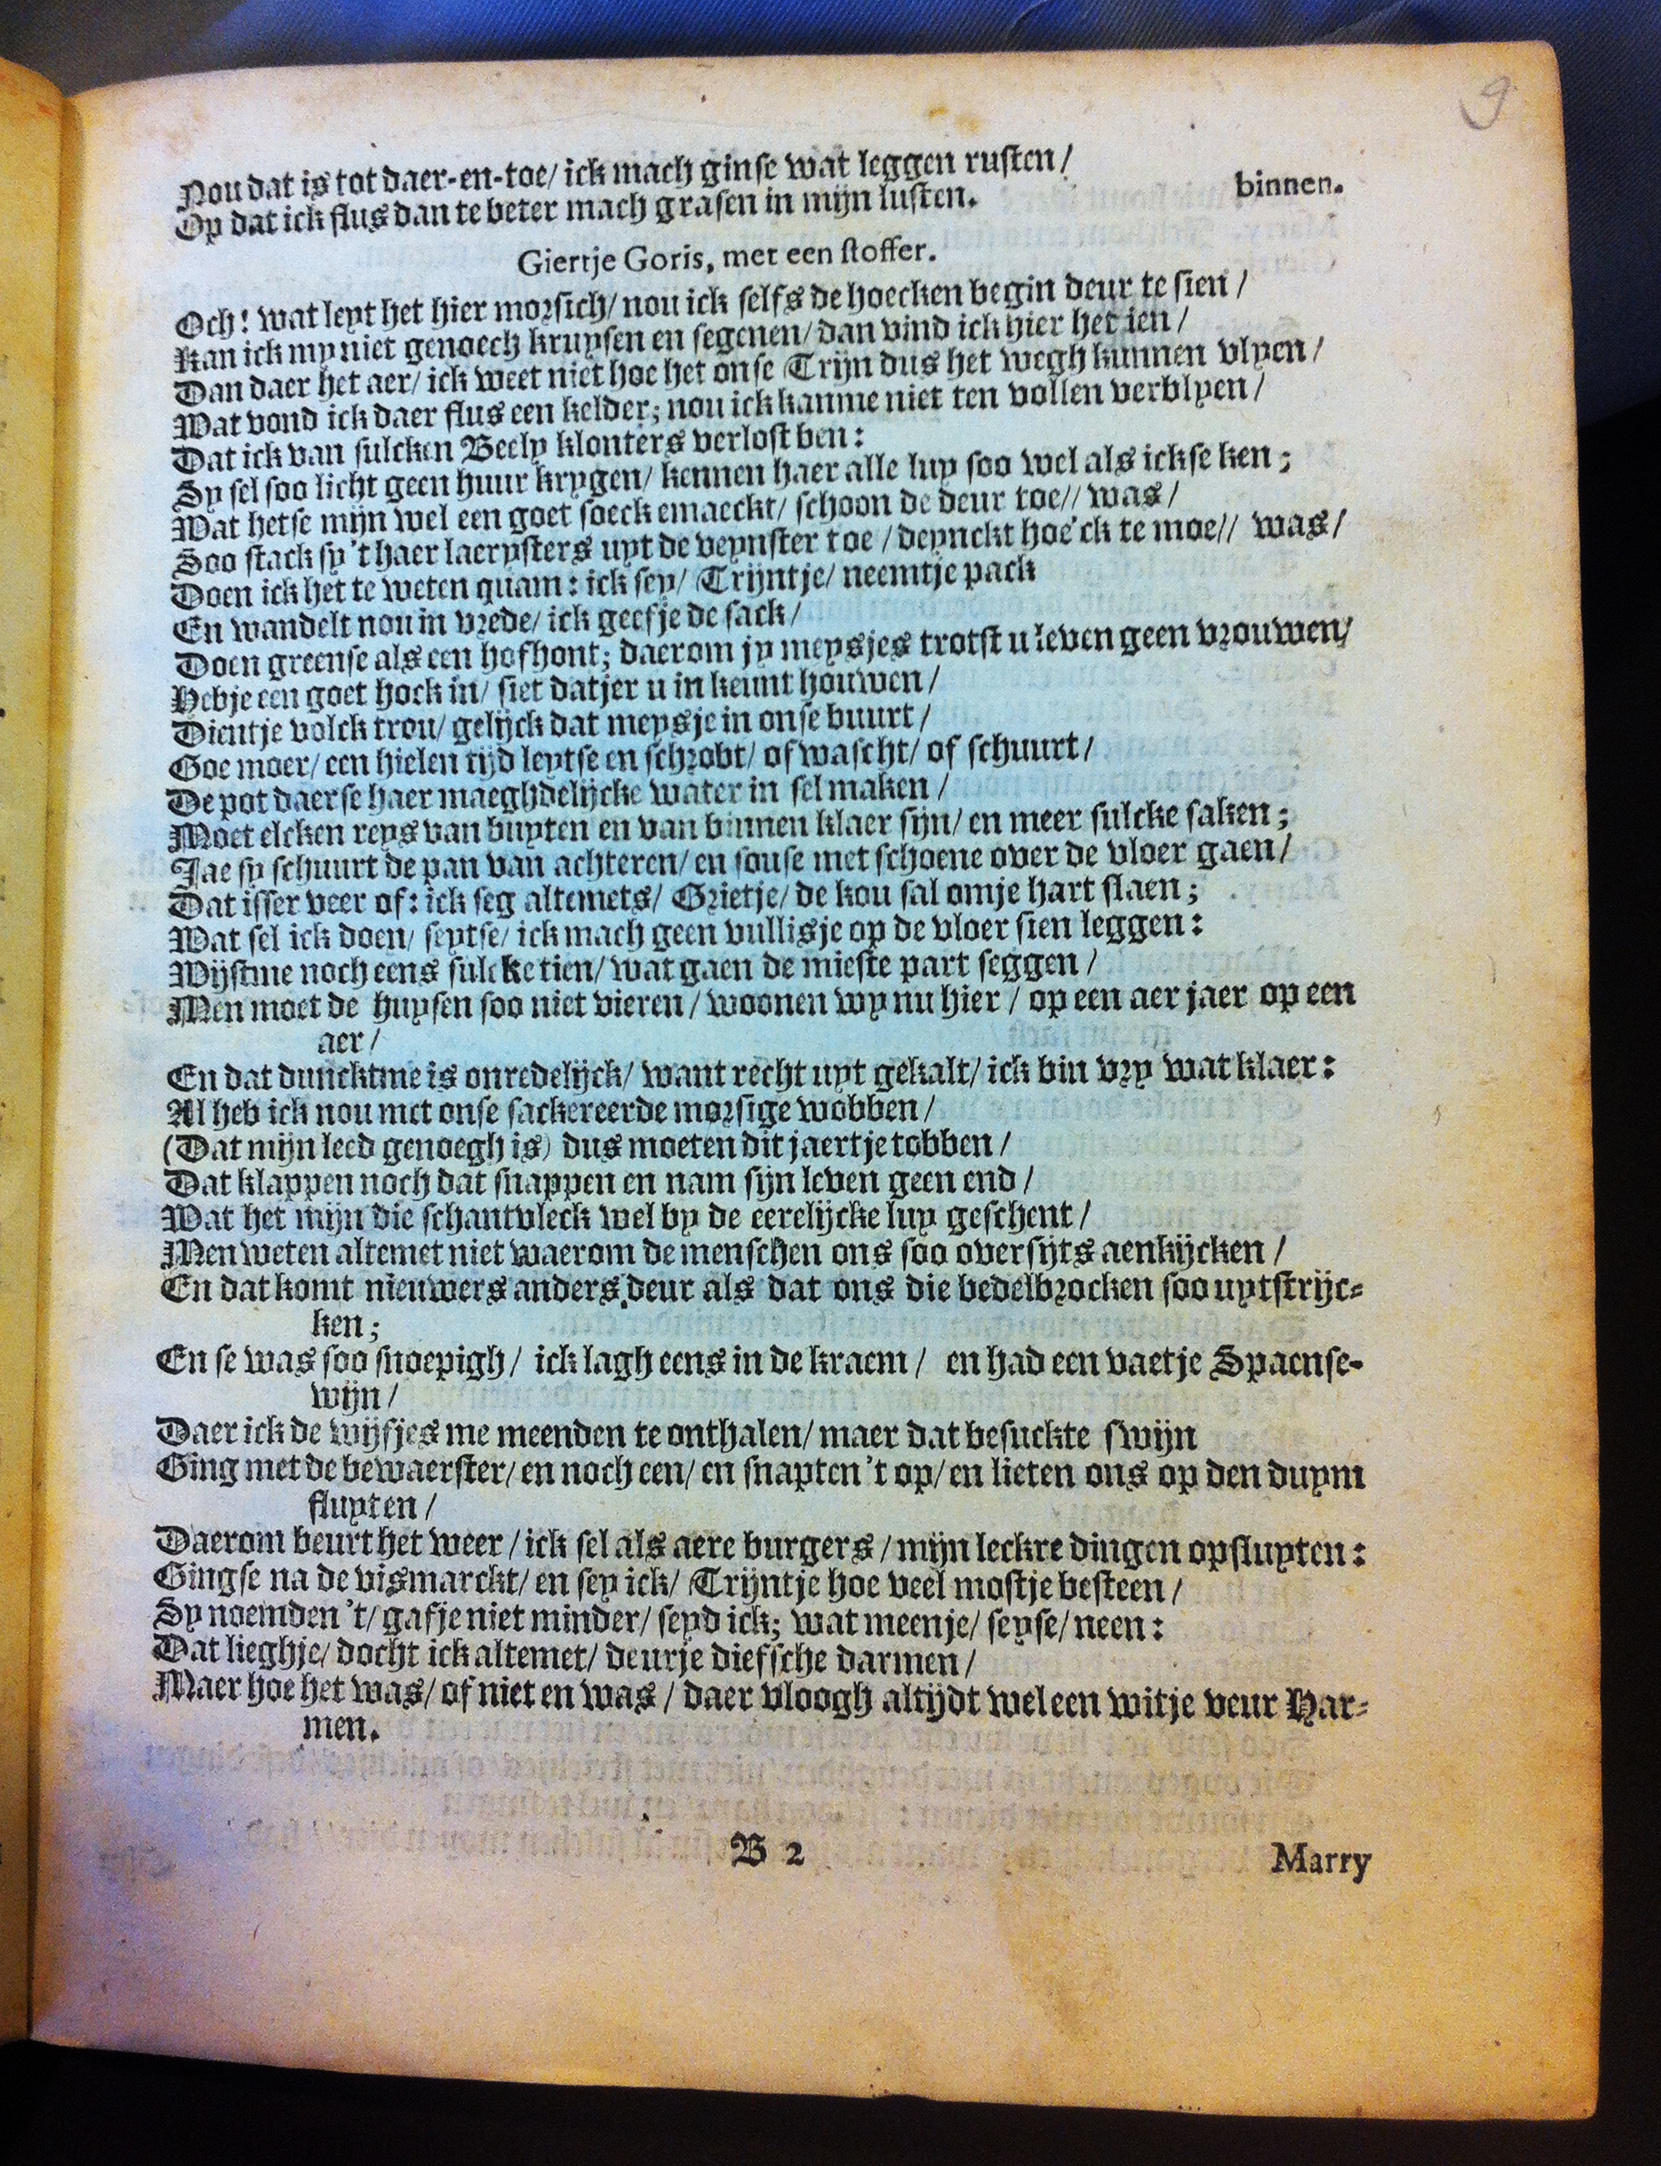 9
Nou dat is tot daer-en-toe/ ick mach ginse wat leggen rusten/
Op dat ick flus dan te beter mach grasen in mijn lusten. binnen.
Giertje Goris, met een stoffer.
Och! wat leyt het hier morsich/ nou ick selfs de hoecken begin deur te sien/
Kan ick my niet genoech kruysen en segenen/ dan vind ick hier het ien/
Dan daer het aer/ ick weet niet hoe het onse Trijn dus het wegh kunnen vlyen/
Wat vond ick daer flus een kelder; nou ick kanme niet ten vollen verblyen/
Dat ick van sulcken Beely klonters verlost ben:
Sy sel soo licht geen huur krygen/ kennen haer alle luy soo wel als ickse ken;
Wat hetse mijn wel een goet soeck emaeckt/ schoon de deur toe// was/
Soo stack sy 't haer laerysters uyt de veynster toe/ deynckt hoe'ck te moe// was/
Doen ick het te weten quam: ick sey/ Trijntje/ neemtje pack
En wandelt nou in vrede/ ick geefje de sack/
Doen greense als een hofhont; daerom jy meysjes trotst u leven geen vrouwen/
Hebje een goet hoeck in/ siet datjer u in keunt houwen/
Dientje volck trou/ gelijck dat meysje in onse buurt/
Goe moer/ een hielen tijd leytse en schrobt/ of wascht/ of schuurt/
De pot daerse haer maeghdelijcke water in sel maken/
Moet elcken reys van buyten en van binnen klaer sijn/ en meer sulcke saken;
Jae sy schuurt de pan van achteren/ en souse met schoene over de vloer gaen/
Dat isser veer of: ick seg altemets/ Grietje/ de kou sal omje hart slaen;
Wat sel ick doen/ seytse/ ick mach geen vullisje op de vloer sien leggen:
Wijstme noch eens sulcke tien/ wat gaen de mieste part seggen/
Men moet de huysen soo niet vieren/ woonen wy nu hier/ op een aer jaer op een
aer/
En dat duncktme is onredelijck/ want recht uyt gekalt/ ick bin vry wat klaer:
Al heb ick nou met onse sackereerde morsige wobben/
(Dat mijn leed genoegh is) dus moeten dit jaertje tobben/
Dat klappen noch dat snappen en nam sijn leven geen end/
Wat het mijn die schantvleck wel by de eerelijcke luy geschent/
Men weten altemet niet waerom de menschen ons soo oversijts aenkijcken/
En dat komt nieuwers anders deur als dat ons die bedelbrocken soo uytstrijc-
ken;
En se was soo snoepigh/ ick lagh eens in de kraem/ en had een vaetje Spaense-
wijn/
Daer ick de wijfjes me meenden te onthalen/ maer dat besuckte swijn
Ging met de bewaerster/ en noch een/ en snapten 't op/ en lieten ons op den duym
fluyten/
Daerom beurt het weer/ ick sel als aere burgers/ mijn leckre dingen opsluyten:
Gingse na de vismarckt/ en sey ick/ Trijntje hoe veel mostje besteen/
Sy noemden 't/ gafje niet minder/ seyd ick; wat meenje/ seyse/ neen:
Dat lieghje/ docht ick altemet/ deurje diefsche darmen/
Maer hoe het was/ of niet en was/ daer vloogh altijdt wel een witje veur Har-
men.
B 2
Marry